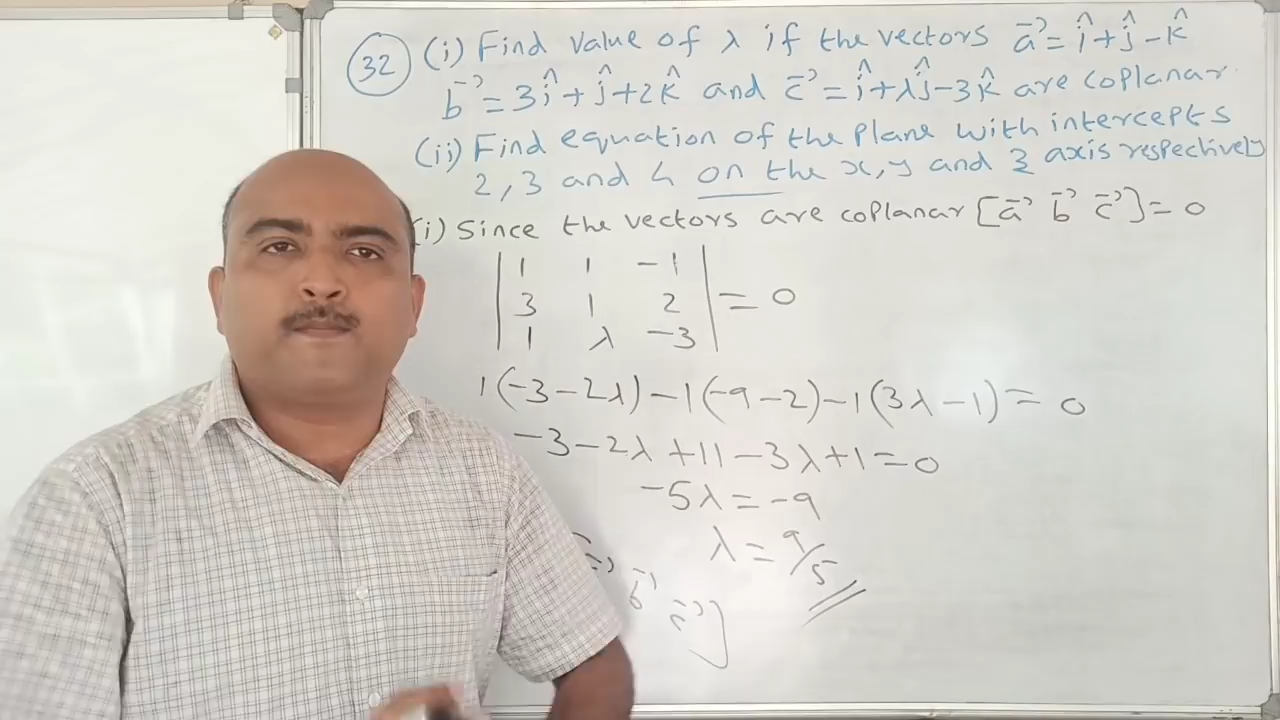 32 (i) Find value of λ if the vectors a⃗ = î+ĵ-k̂
b⃗ = 3î+ĵ+2k̂ and c⃗ = î+λĵ-3k̂ are coplanar.
(ii) Find equation of the plane with intercepts
2, 3 and 4 on the x, y and z axis respectively
(i) Since the vectors are coplanar [a⃗ b⃗ c⃗] = 0
| 1 1 -1 |
| 3 1 2 | = 0
| 1 λ -3 |
1(-3-2λ)-1(-9-2)-1(3λ-1) = 0
-3-2λ+11-3λ+1=0
-5λ = -9
λ = 9/5
b⃗
c⃗]